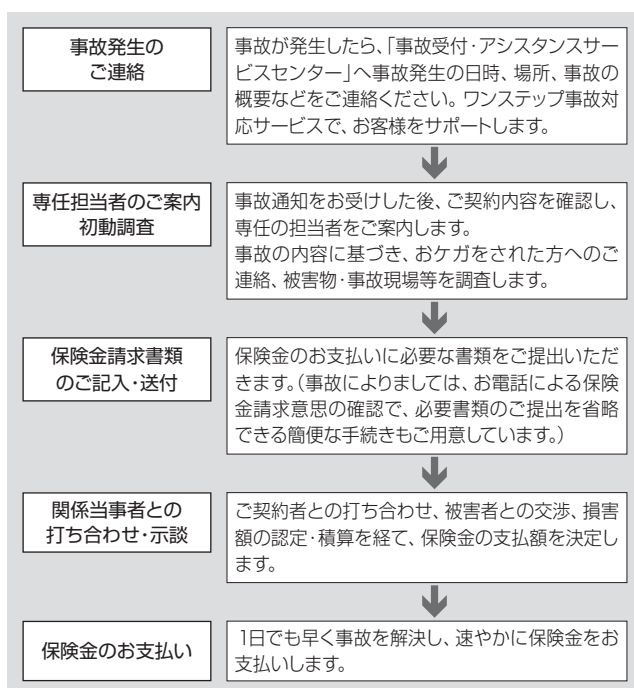 事故発生の
ご連絡
事故が発生したら、「事故受付・アシスタンスサー
ビスセンター」へ事故発生の日時、場所、事故の
概要などをご連絡ください。ワンステップ事故対
応サービスで、お客様をサポートします。
専任担当者のご案内
初動調査
事故通知をお受けした後、ご契約内容を確認し、
専任の担当者をご案内します。
事故の内容に基づき、おケガをされた方へのご
連絡、被害物・事故現場等を調査します。
保険金請求書類
のご記入・送付
保険金のお支払いに必要な書類をご提出いただ
きます。(事故によりましては、お電話による保険
金請求意思の確認で、必要書類のご提出を省略
できる簡便な手続きもご用意しています。)
関係当事者との
打ち合わせ・示談
ご契約者との打ち合わせ、被害者との交渉、損害
額の認定・積算を経て、保険金の支払額を決定し
ます。
保険金のお支払い
1日でも早く事故を解決し、速やかに保険金をお
支払いします。